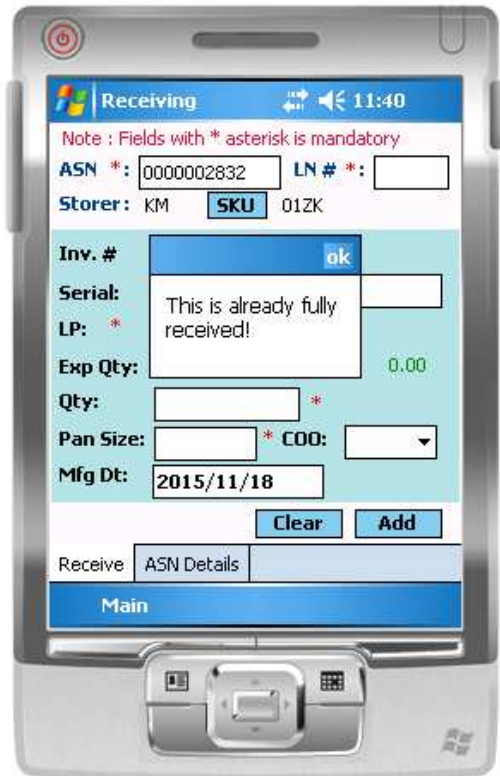 Receiving 11:40
Note : Fields with * asterisk is mandatory
ASN *: 0000002832 LN # *:
Storer: KM SKU 01ZK
Inv. # ok
Serial:
This is already fully
LP: * received!
Exp Qty: 0.00
Qty: *
Pan Size: * COO:
Mfg Dt: 2015/11/18
Clear Add
Receive ASN Details
Main